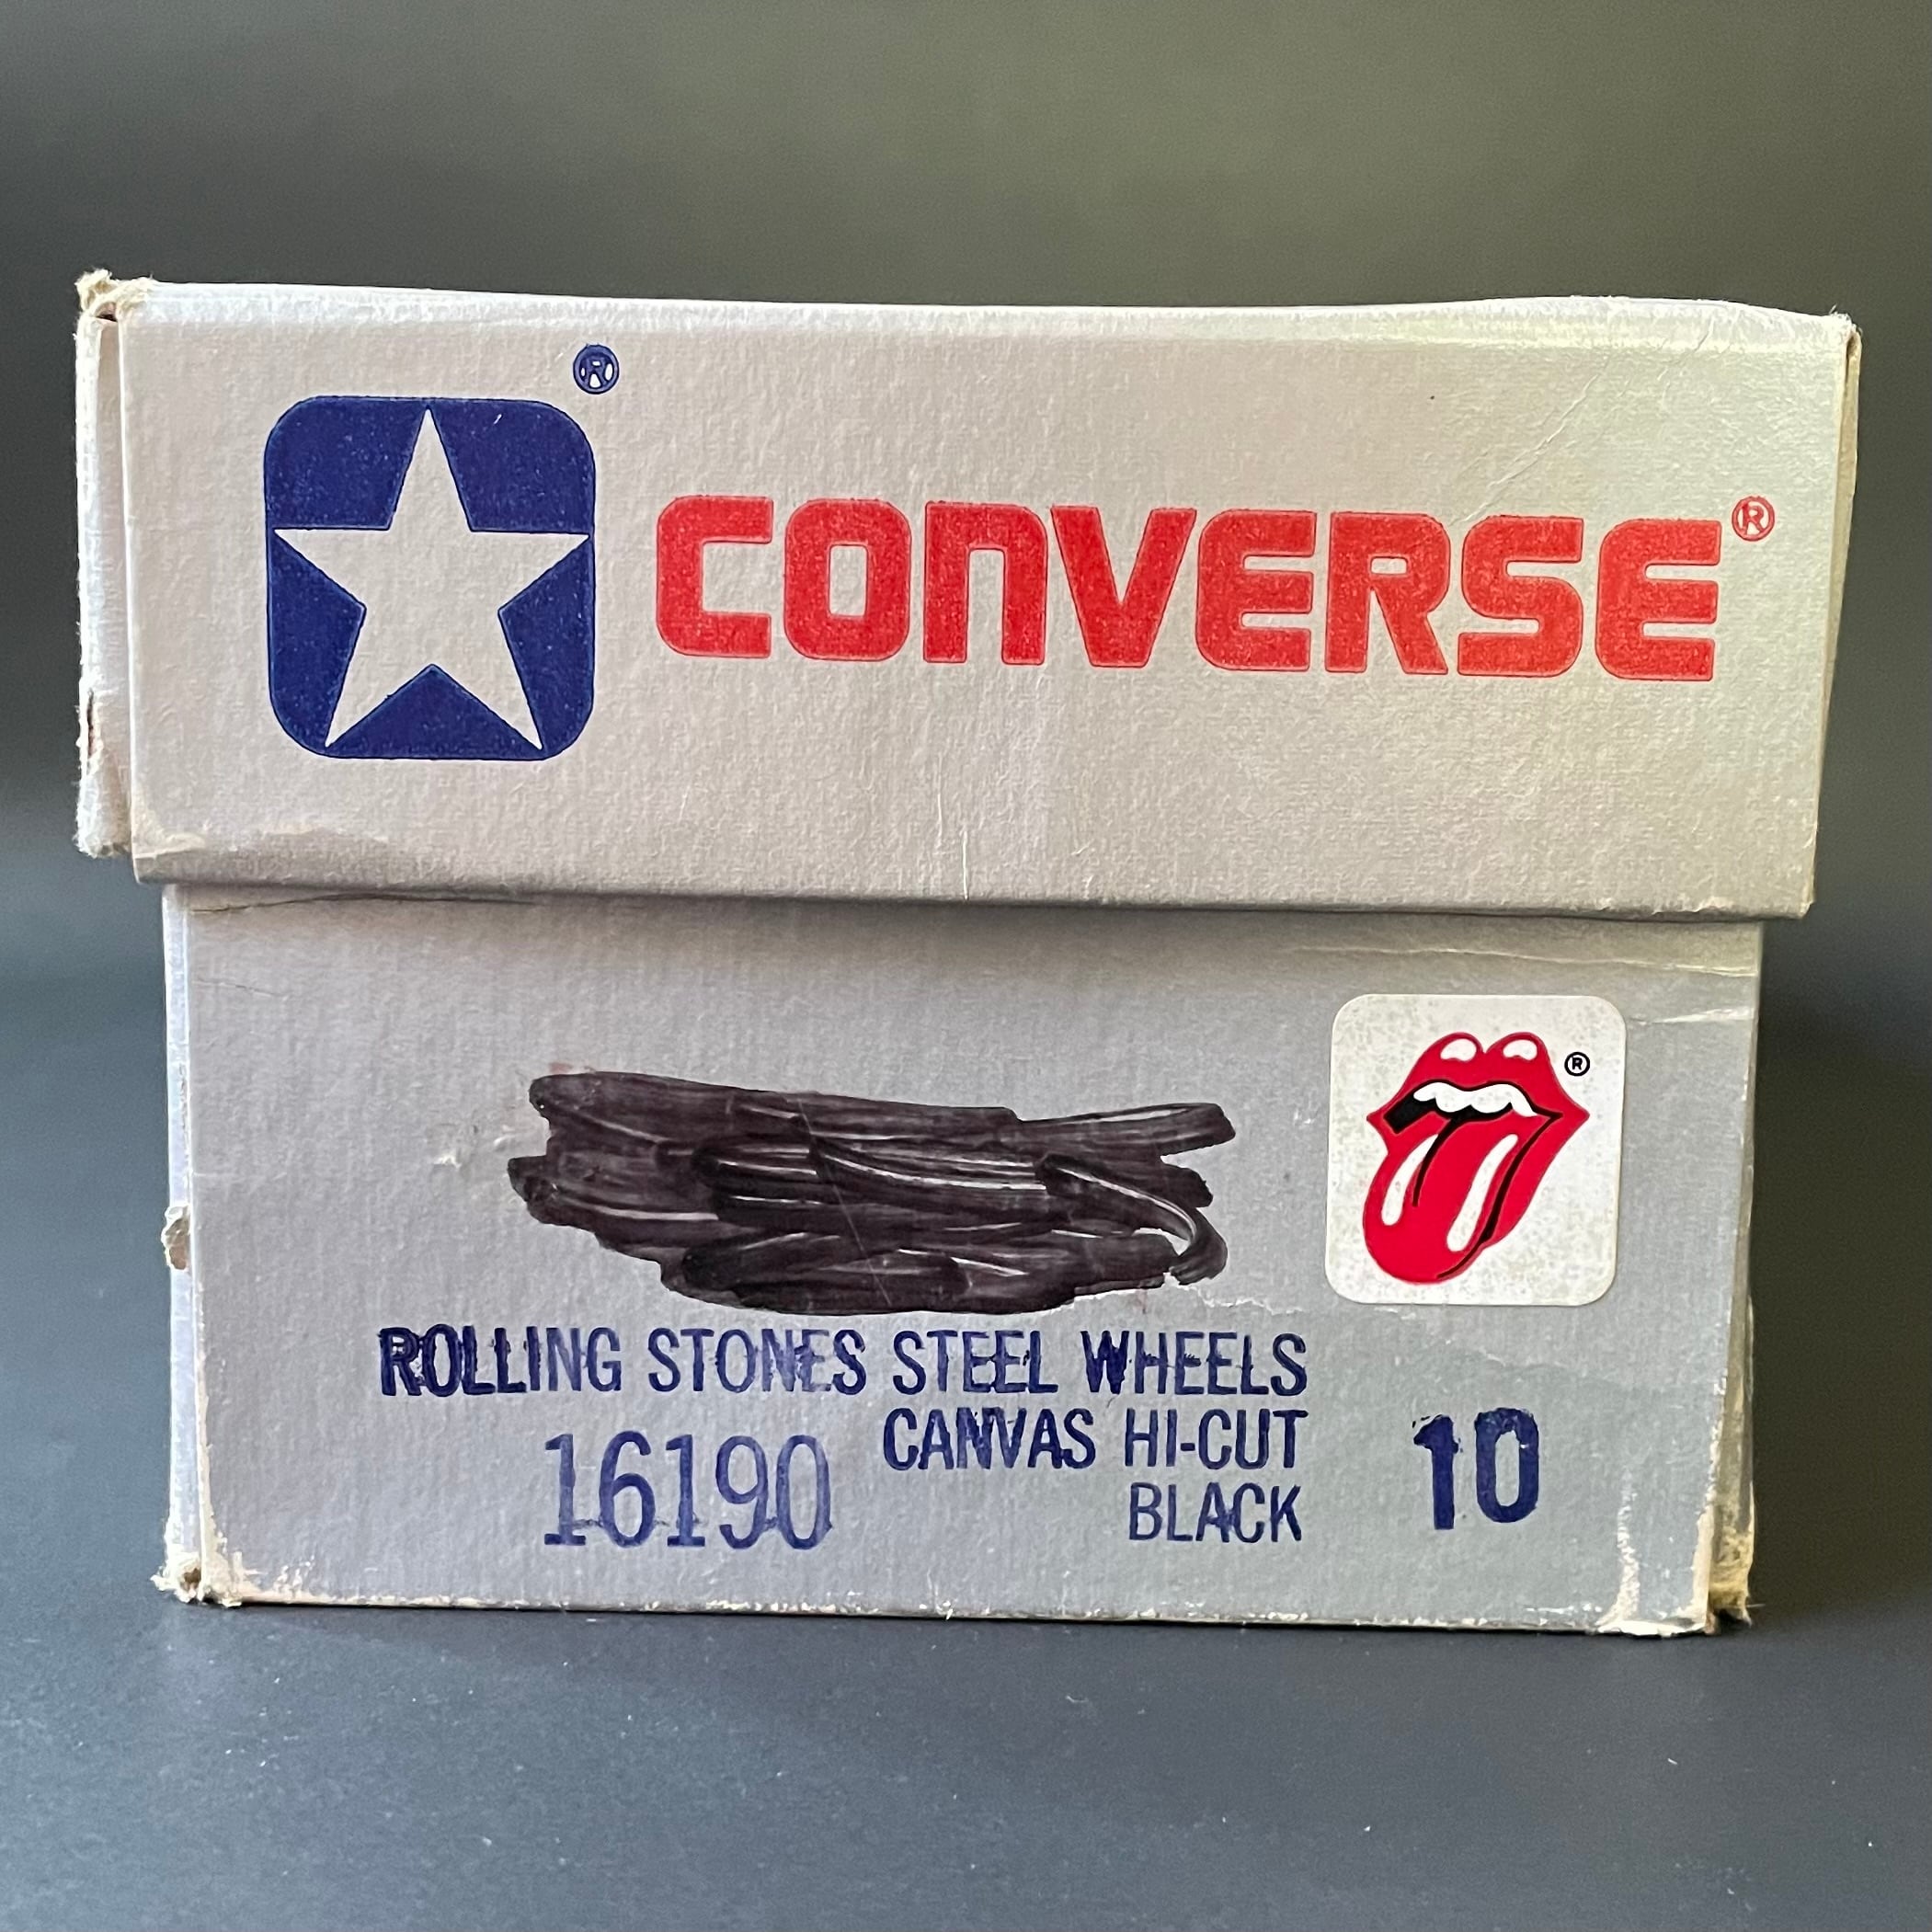 ®
CONVERSE®
®
ROLLING STONES STEEL WHEELS
16190 CANVAS HI-CUT
BLACK 10